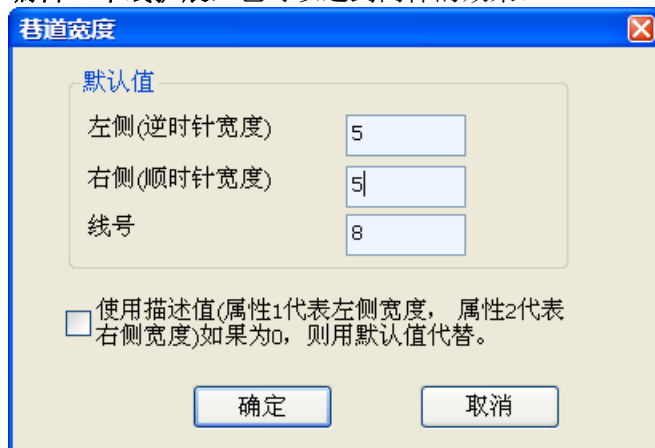 巷道宽度
默认值
左侧(逆时针宽度)
5
右侧(顺时针宽度)
5
线号
8
使用描述值(属性1代表左侧宽度， 属性2代表
右侧宽度)如果为0，则用默认值代替。
确定
取消